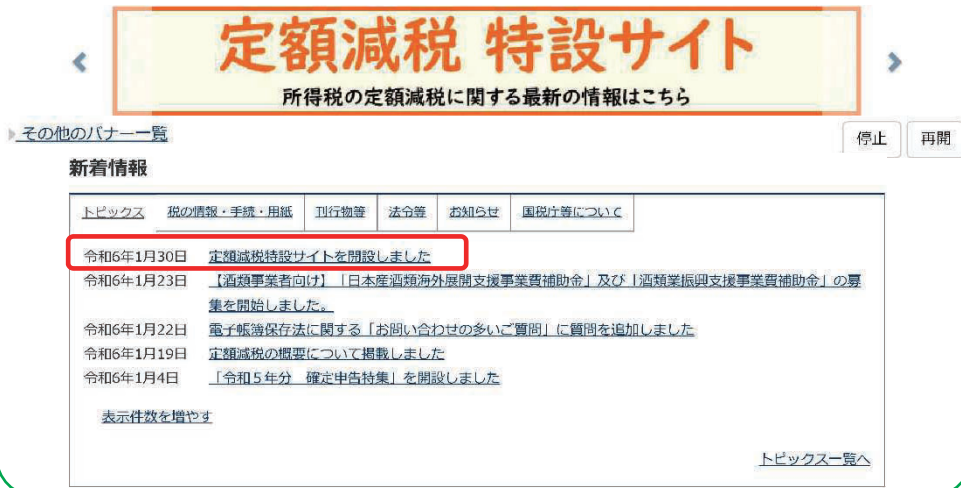 定額減税 特設サイト
所得税の定額減税に関する最新の情報はこちら
その他のバナー一覧
停止
再開
新着情報
トピックス 税の情報・手続・用紙 刊行物等 法令等 お知らせ 国税庁等について
令和6年1月30日 定額減税特設サイトを開設しました
令和6年1月23日 【酒類事業者向け】「日本産酒類海外展開支援事業費補助金」及び「酒類業振興支援事業費補助金」の募
集を開始しました。
令和6年1月22日 電子帳簿保存法に関する「お問い合わせの多いご質問」に質問を追加しました
令和6年1月19日 定額減税の概要について掲載しました
令和6年1月4日 「令和5年分 確定申告特集」を開設しました
表示件数を増やす
トピックス一覧へ